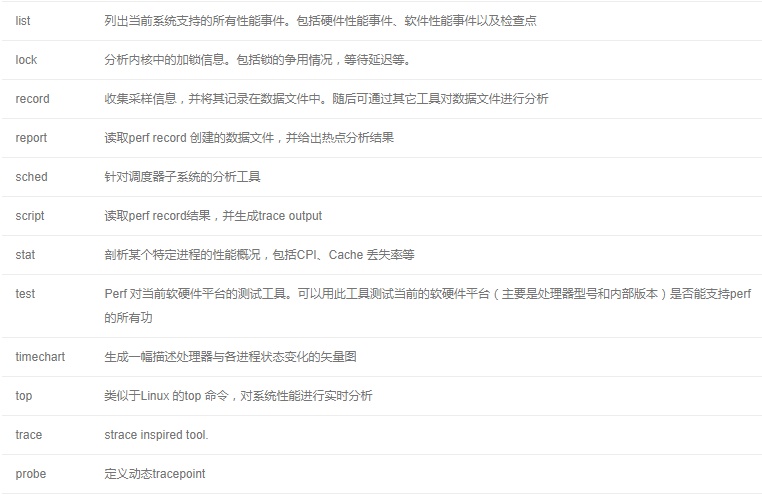 list 列出当前系统支持的所有性能事件。包括硬件性能事件、软件性能事件以及检查点
lock 分析内核中的加锁信息。包括锁的争用情况，等待延迟等。
record 收集采样信息，并将其记录在数据文件中。随后可通过其它工具对数据文件进行分析
report 读取perf record 创建的数据文件，并给出热点分析结果
sched 针对调度器子系统的分析工具
script 读取perf record结果，并生成trace output
stat 剖析某个特定进程的性能概况，包括CPI、Cache 丢失率等
test Perf 对当前软硬件平台的测试工具。可以用此工具测试当前的软硬件平台（主要是处理器型号和内部版本）是否能支持perf
的所有功
timechart 生成一幅描述处理器与各进程状态变化的矢量图
top 类似于Linux 的top 命令，对系统性能进行实时分析
trace strace inspired tool.
probe 定义动态tracepoint